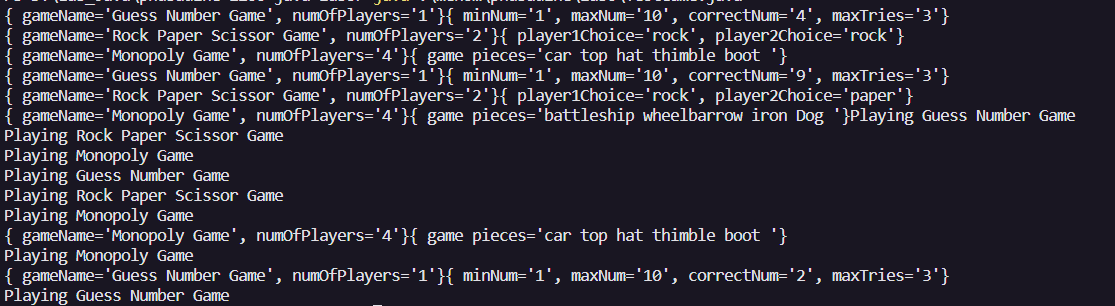 { gameName='Guess Number Game', numOfPlayers='1'}{ minNum='1', maxNum='10', correctNum='4', maxTries='3'}
{ gameName='Rock Paper Scissor Game', numOfPlayers='2'}{ player1Choice='rock', player2Choice='rock'}
{ gameName='Monopoly Game', numOfPlayers='4'}{ game pieces='car top hat thimble boot '}
{ gameName='Guess Number Game', numOfPlayers='1'}{ minNum='1', maxNum='10', correctNum='9', maxTries='3'}
{ gameName='Rock Paper Scissor Game', numOfPlayers='2'}{ player1Choice='rock', player2Choice='paper'}
{ gameName='Monopoly Game', numOfPlayers='4'}{ game pieces='battleship wheelbarrow iron Dog '}Playing Guess Number Game
Playing Rock Paper Scissor Game
Playing Monopoly Game
Playing Guess Number Game
Playing Rock Paper Scissor Game
Playing Monopoly Game
{ gameName='Monopoly Game', numOfPlayers='4'}{ game pieces='car top hat thimble boot '}
Playing Monopoly Game
{ gameName='Guess Number Game', numOfPlayers='1'}{ minNum='1', maxNum='10', correctNum='2', maxTries='3'}
Playing Guess Number Game